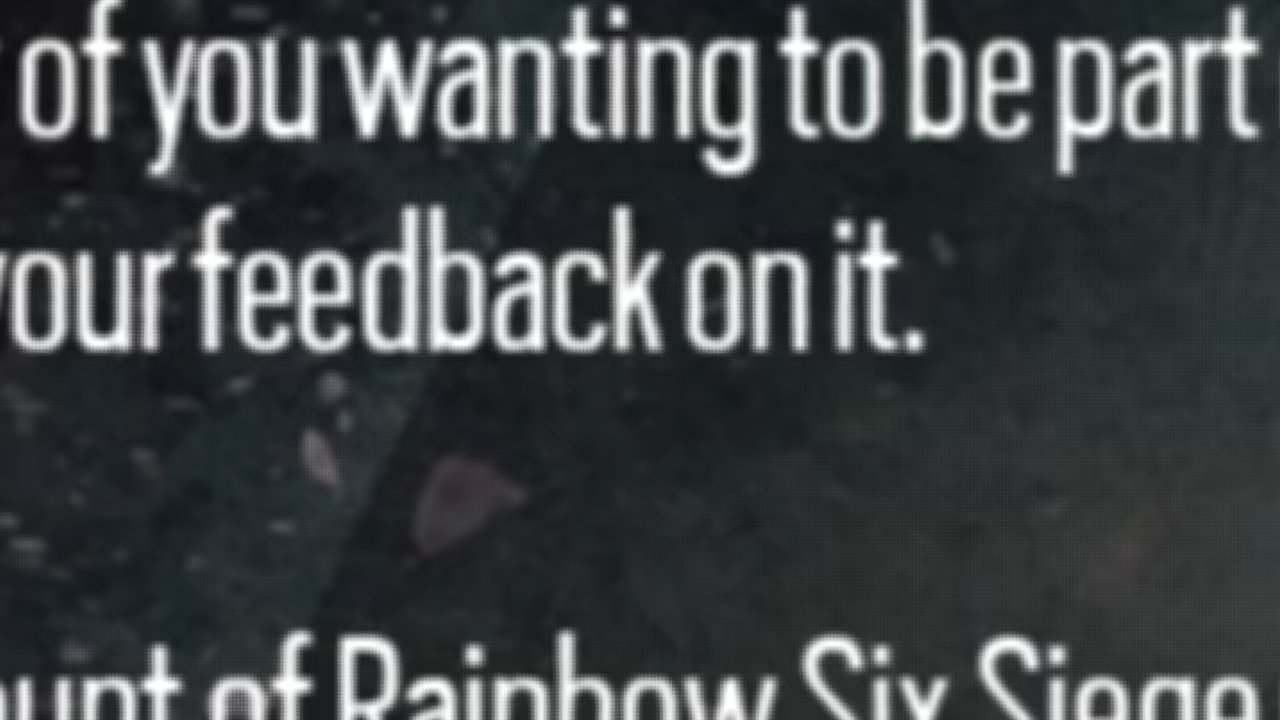 of you wanting to be part
your feedback on it.
of Rainbow Six Siege